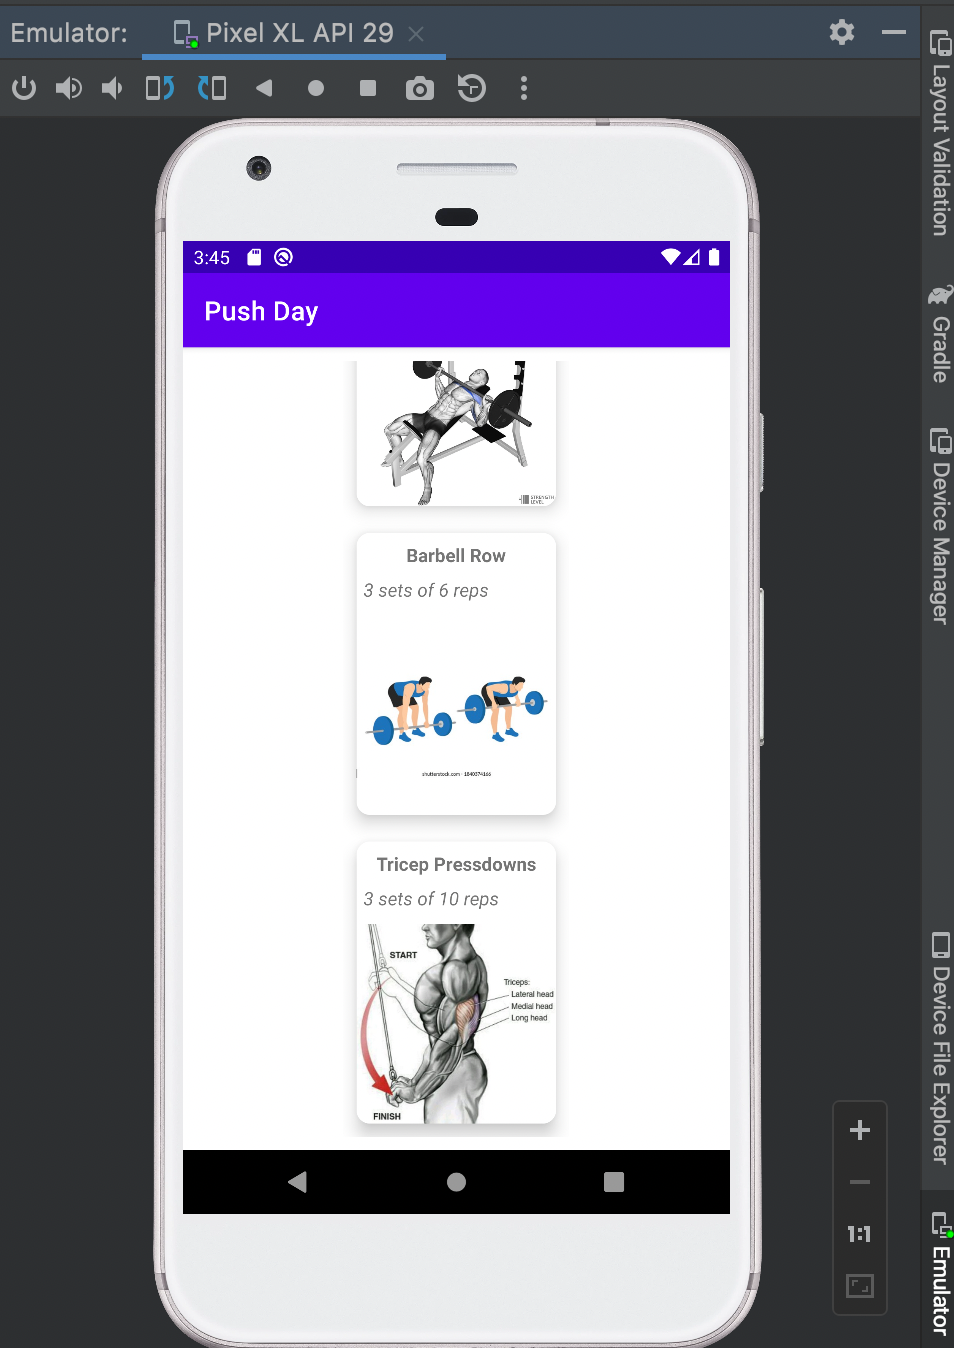 Emulator:
Pixel XL API 29
3:45
Push Day
STRENGTH
LEVEL
Barbell Row
3 sets of 6 reps
shutterstock.com · 1840374166
Tricep Pressdowns
3 sets of 10 reps
START
Triceps:
Lateral head
Medial head
Long head
FINISH
1:1
Layout Validation
Gradle
Device Manager
Device File Explorer
Emulator